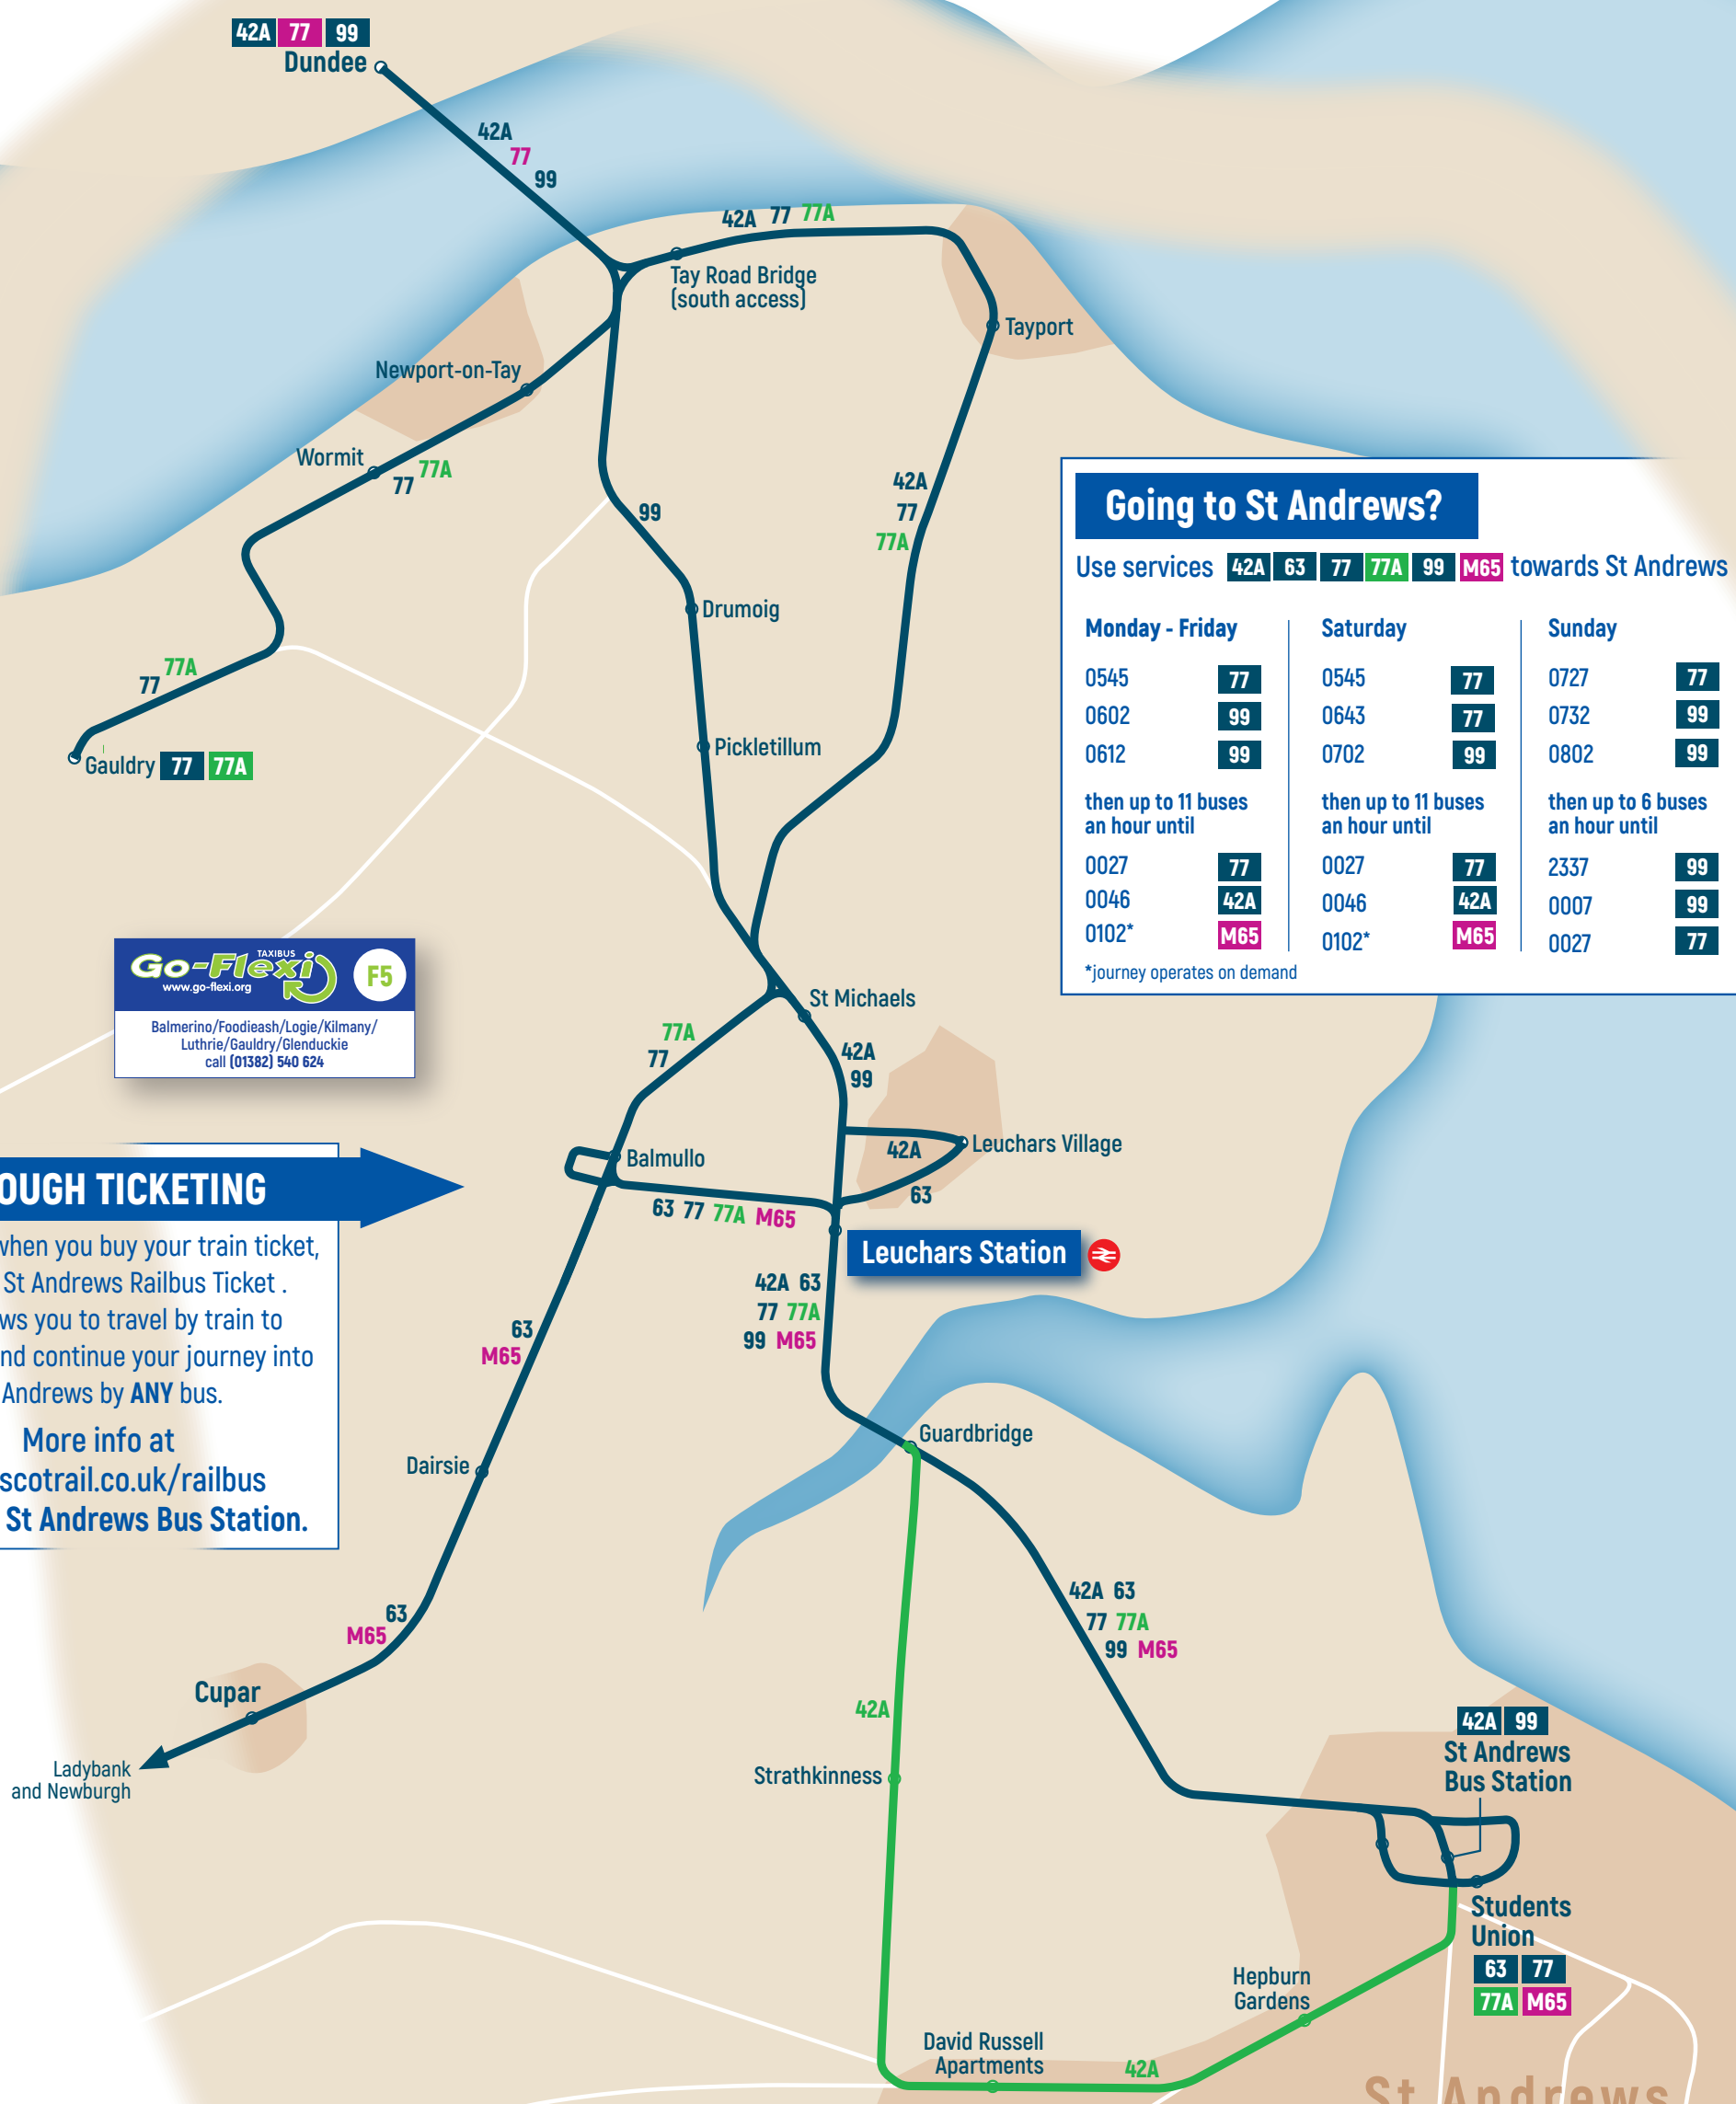 42A 77 99
Dundee
42A
77
99
42A 77 77A
Tay Road Bridge
(south access)
Tayport
Newport-on-Tay
Wormit
77 77A
99
42A
77
77A
Drumoig
77A
77
Pickletillum
Gauldry 77 77A
Going to St Andrews?
Use services 42A 63 77 77A 99 M65 towards St Andrews
Monday - Friday
0545 77
0602 99
0612 99
then up to 11 buses
an hour until
0027 77
0046 42A
0102* M65
*journey operates on demand
Saturday
0545 77
0643 77
0702 99
then up to 11 buses
an hour until
0027 77
0046 42A
0102* M65
Sunday
0727 77
0732 99
0802 99
then up to 6 buses
an hour until
2337 99
0007 99
0027 77
TAXIBUS
Go-Flexi
www.go-flexi.org
F5
Balmerino/Foodieash/Logie/Kilmany/
Luthrie/Gauldry/Glenduckie
call (01382) 540 624
St Michaels
77A
77
42A
99
42A
Leuchars Village
63
Balmullo
63 77 77A M65
Leuchars Station
OUGH TICKETING
when you buy your train ticket,
St Andrews Railbus Ticket .
ws you to travel by train to
nd continue your journey into
Andrews by ANY bus.
More info at
scotrail.co.uk/railbus
St Andrews Bus Station.
42A 63
77 77A
99 M65
63
M65
Guardbridge
Dairsie
42A 63
77 77A
99 M65
63
M65
Cupar
Ladybank
and Newburgh
42A
Strathkinness
42A 99
St Andrews
Bus Station
Students
Union
63 77
77A M65
Hepburn
Gardens
David Russell
Apartments
42A
St Andrews